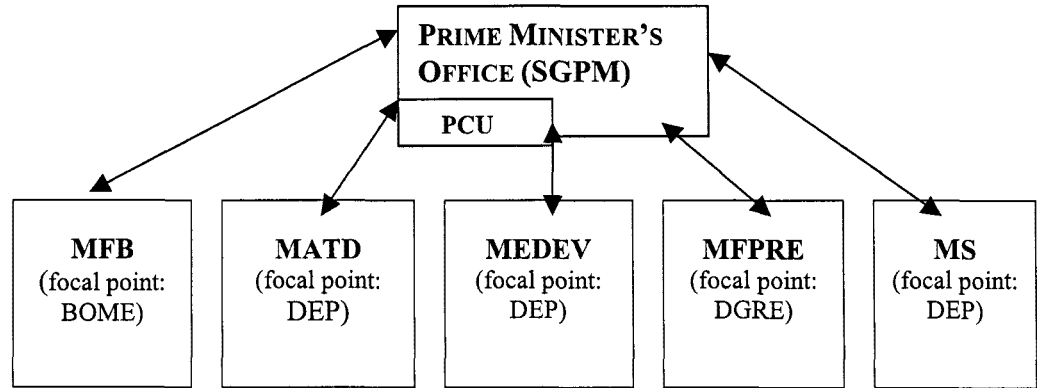 PRIME MINISTER'S
OFFICE (SGPM)
PCU
MFB
(focal point:
BOME)
MATD
(focal point:
DEP)
MEDEV
(focal point:
DEP)
MFPRE
(focal point:
DGRE)
MS
(focal point:
DEP)